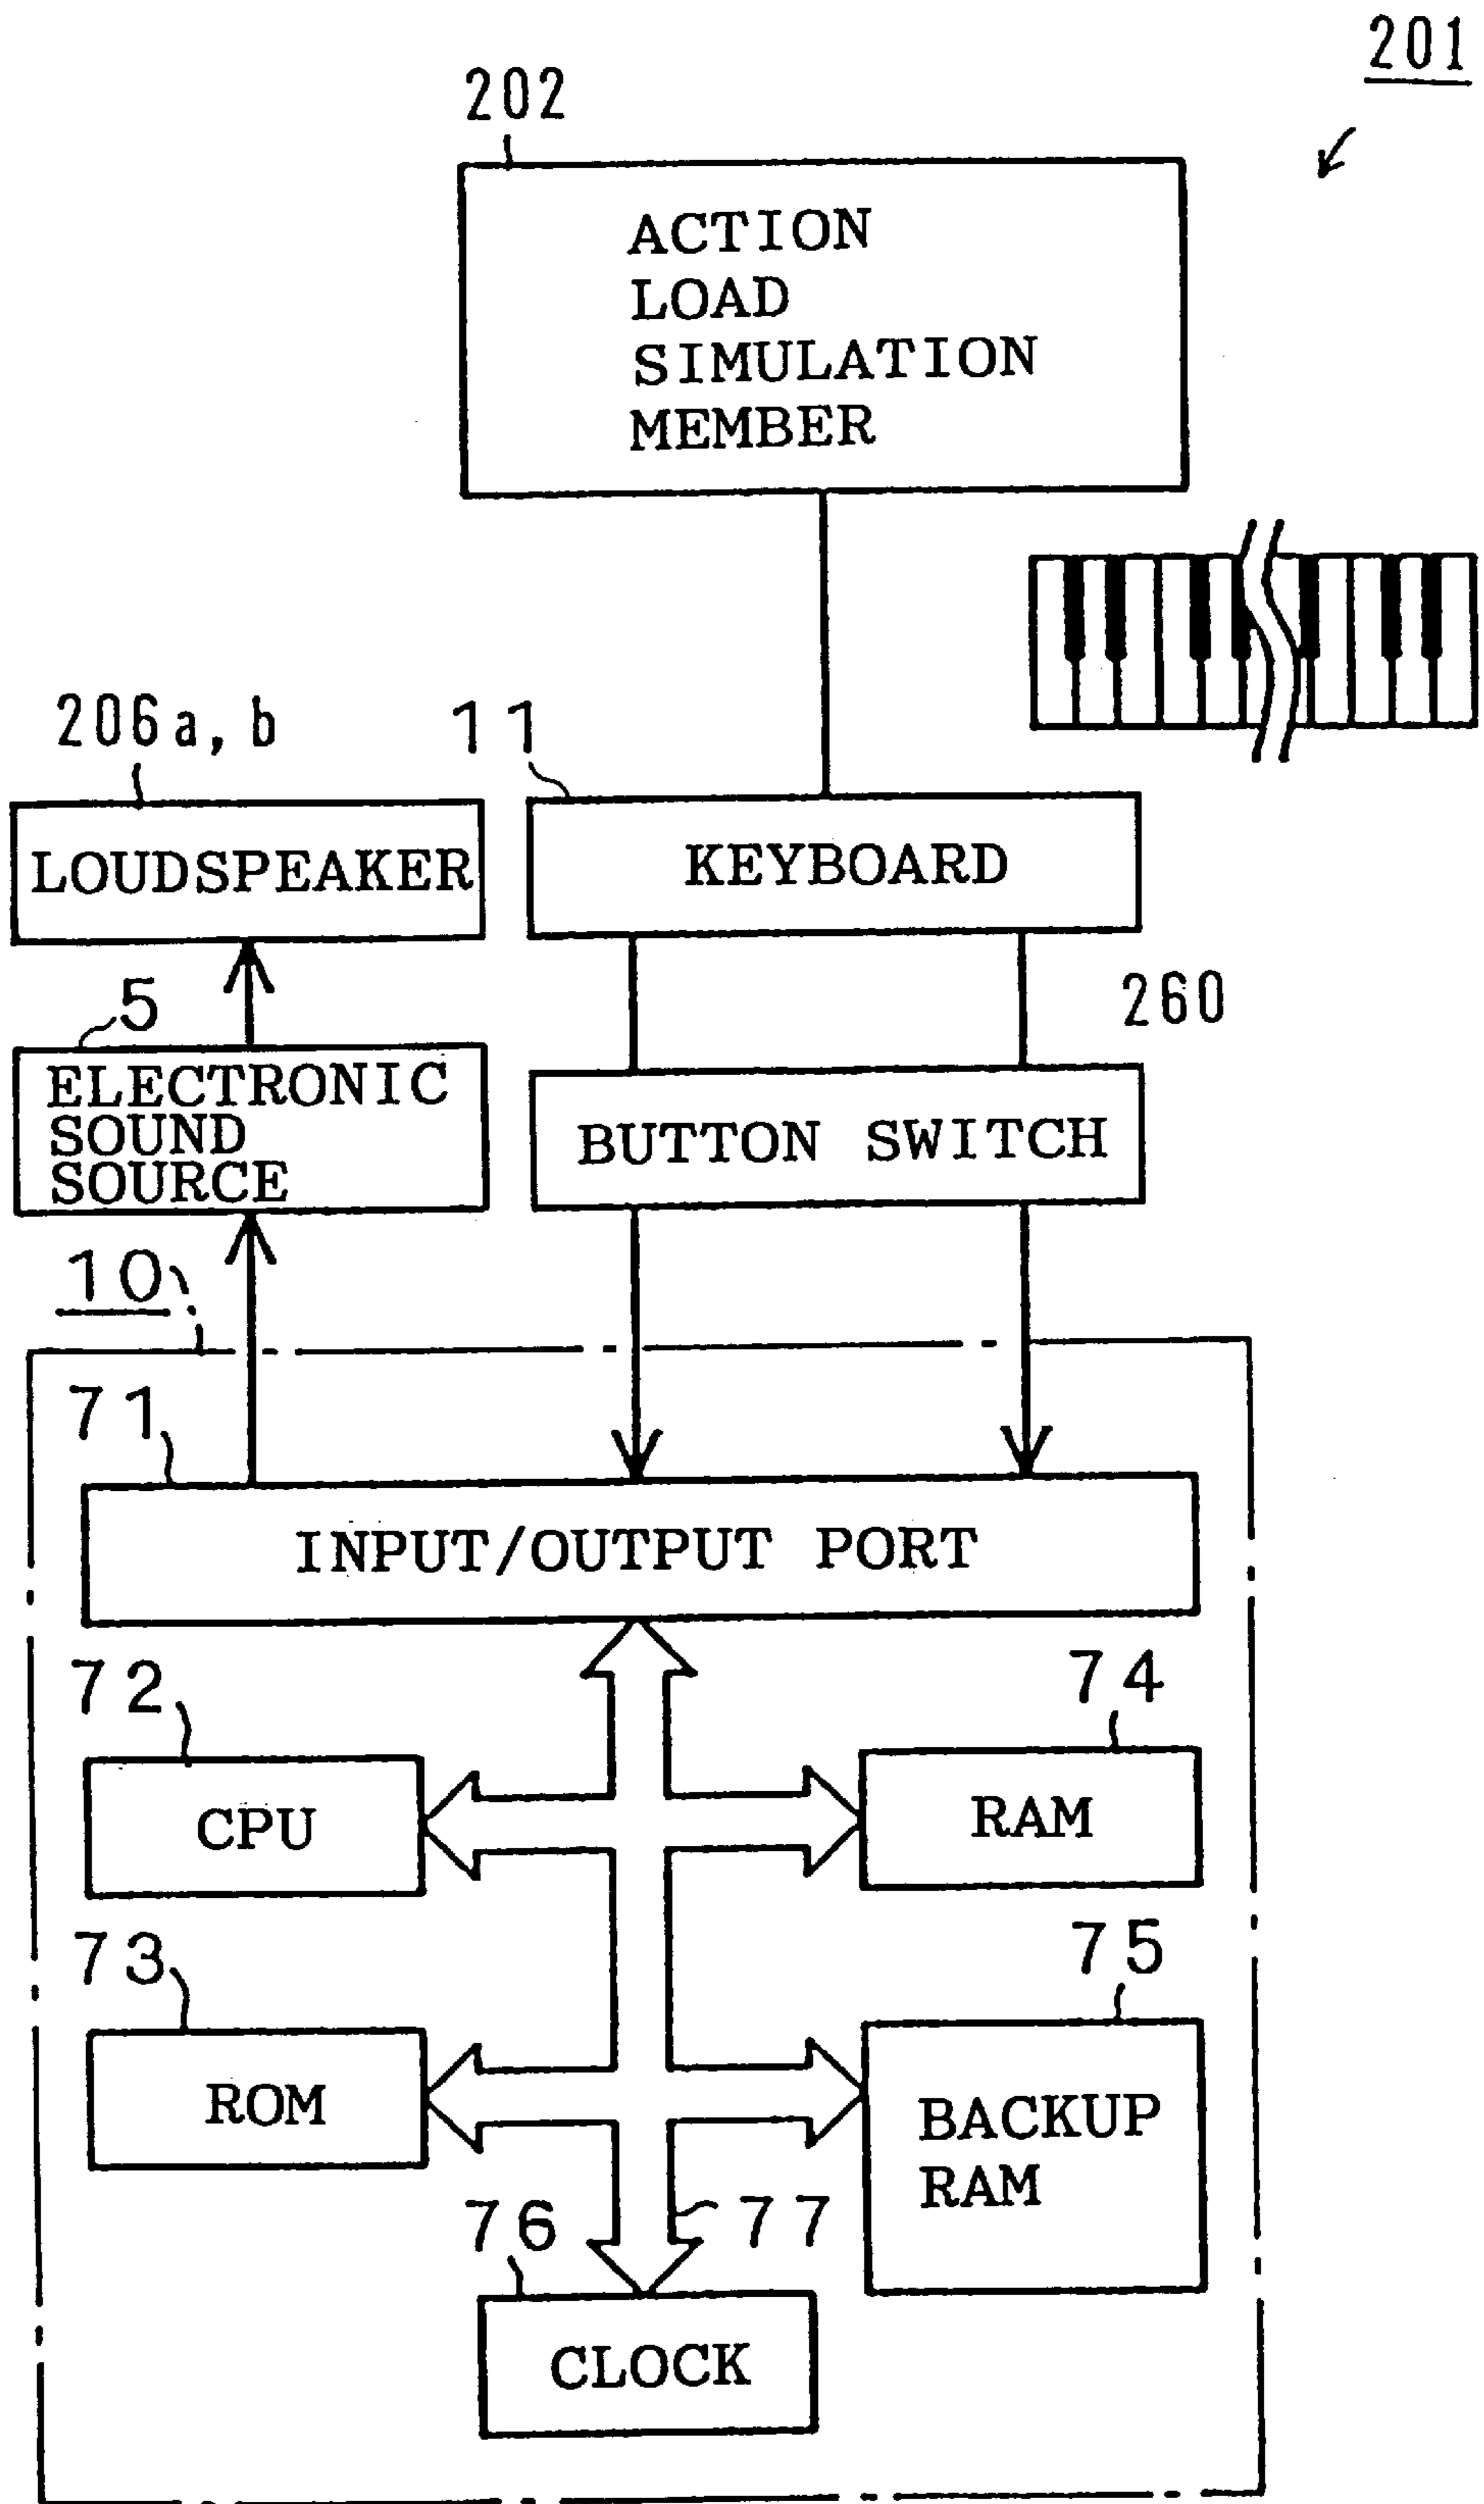 201
202
ACTION
LOAD
SIMULATION
MEMBER
206a, b
11
LOUDSPEAKER
KEYBOARD
5
260
ELECTRONIC
SOUND
SOURCE
BUTTON SWITCH
10
71
INPUT/OUTPUT PORT
72
74
CPU
RAM
73
75
ROM
BACKUP
RAM
76
77
CLOCK